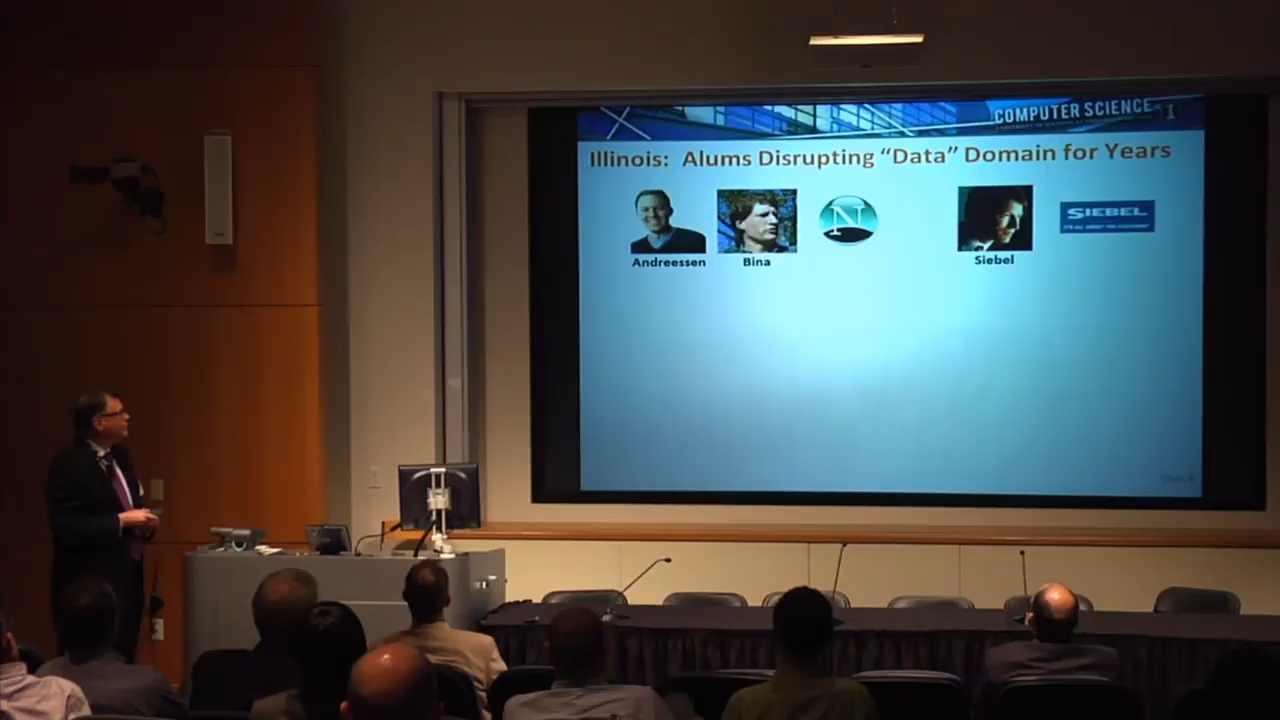 COMPUTER SCIENCE
I
Illinois: Alums Disrupting “Data” Domain for Years
N
SIEBEL
Andreessen
Bina
Siebel